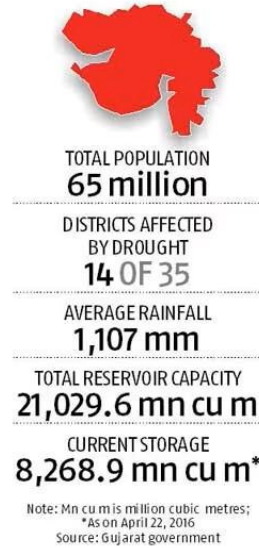 TOTAL POPULATION
65 million
DISTRICTS AFFECTED
BY DROUGHT
14 OF 35
AVERAGE RAINFALL
1,107 mm
TOTAL RESERVOIR CAPACITY
21,029.6 mn cu m
CURRENT STORAGE
8,268.9 mn cu m*
Note: Mn cu m is million cubic metres;
*As on April 22, 2016
Source: Gujarat government